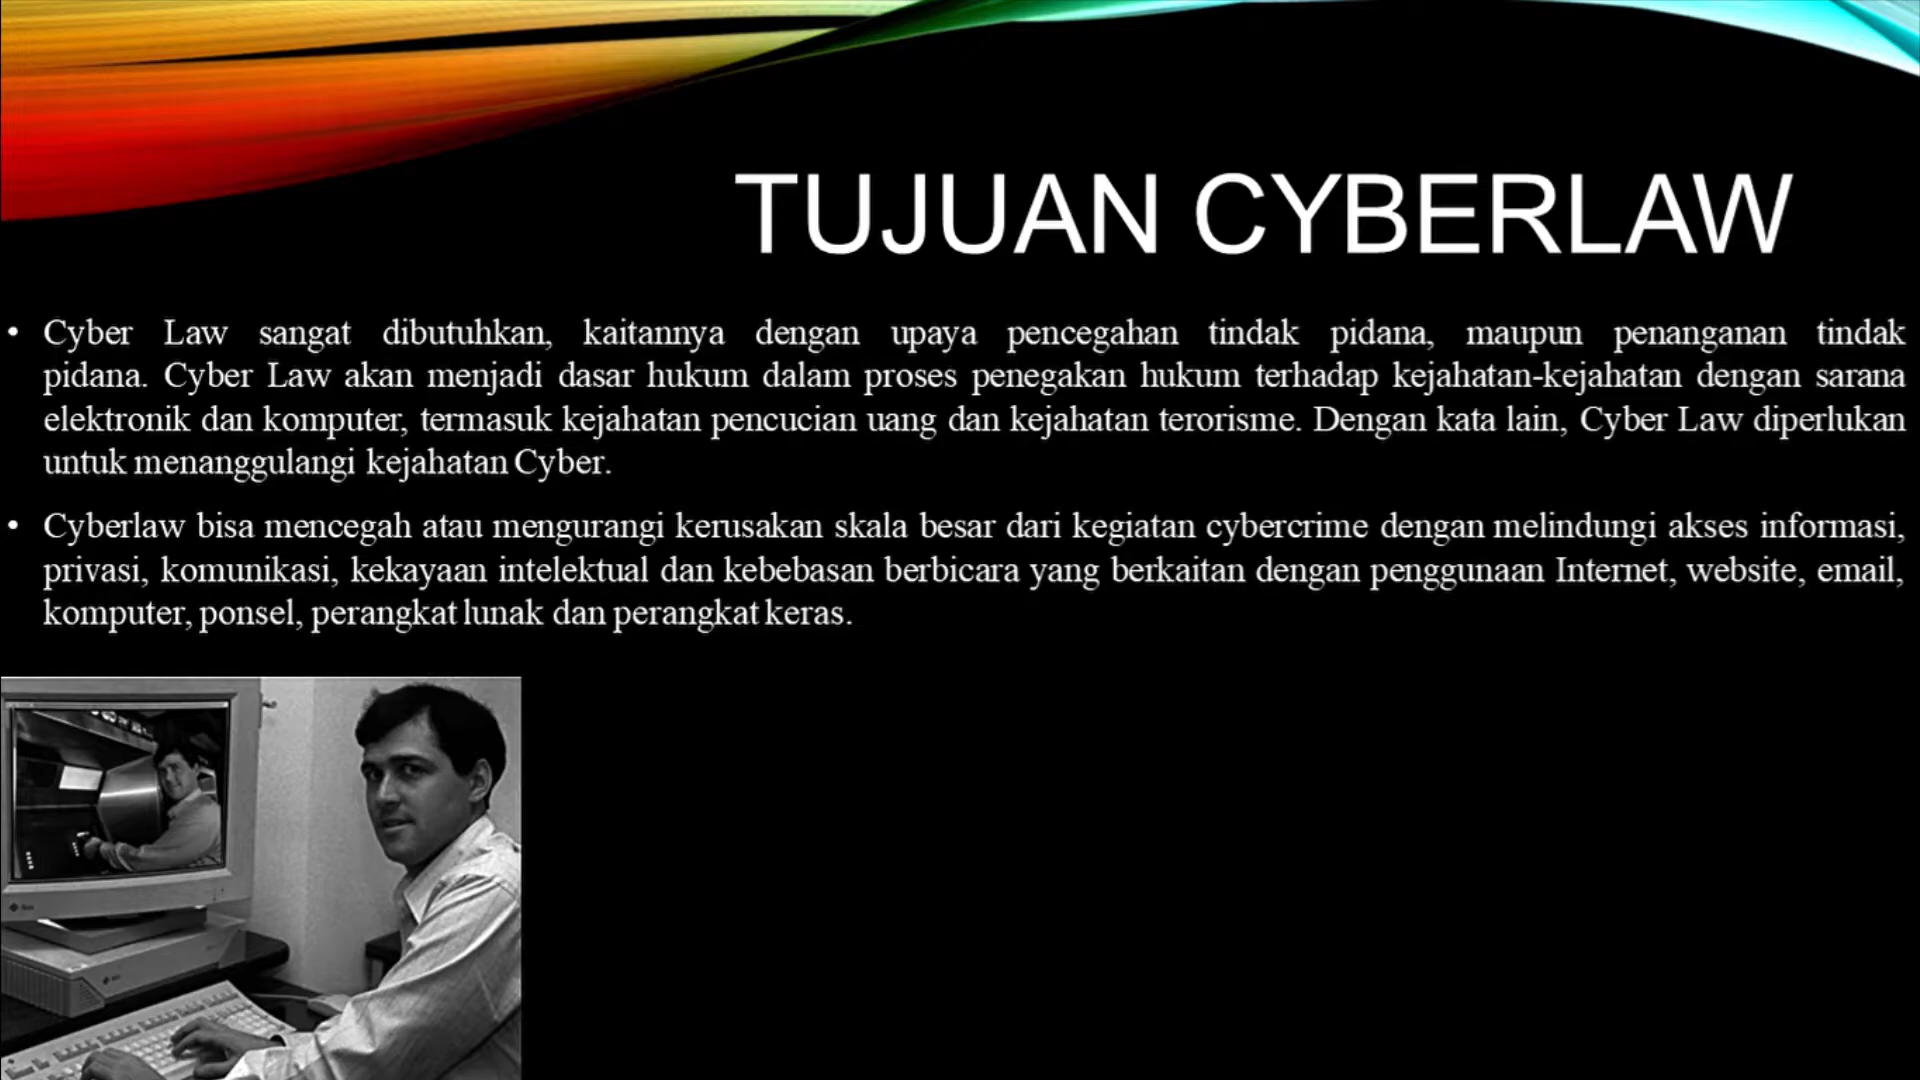 TUJUAN CYBERLAW
• Cyber Law sangat dibutuhkan, kaitannya dengan upaya pencegahan tindak pidana, maupun penanganan tindak
pidana. Cyber Law akan menjadi dasar hukum dalam proses penegakan hukum terhadap kejahatan-kejahatan dengan sarana
elektronik dan komputer, termasuk kejahatan pencucian uang dan kejahatan terorisme. Dengan kata lain, Cyber Law diperlukan
untuk menanggulangi kejahatan Cyber.
• Cyberlaw bisa mencegah atau mengurangi kerusakan skala besar dari kegiatan cybercrime dengan melindungi akses informasi,
privasi, komunikasi, kekayaan intelektual dan kebebasan berbicara yang berkaitan dengan penggunaan Internet, website, email,
komputer, ponsel, perangkat lunak dan perangkat keras.